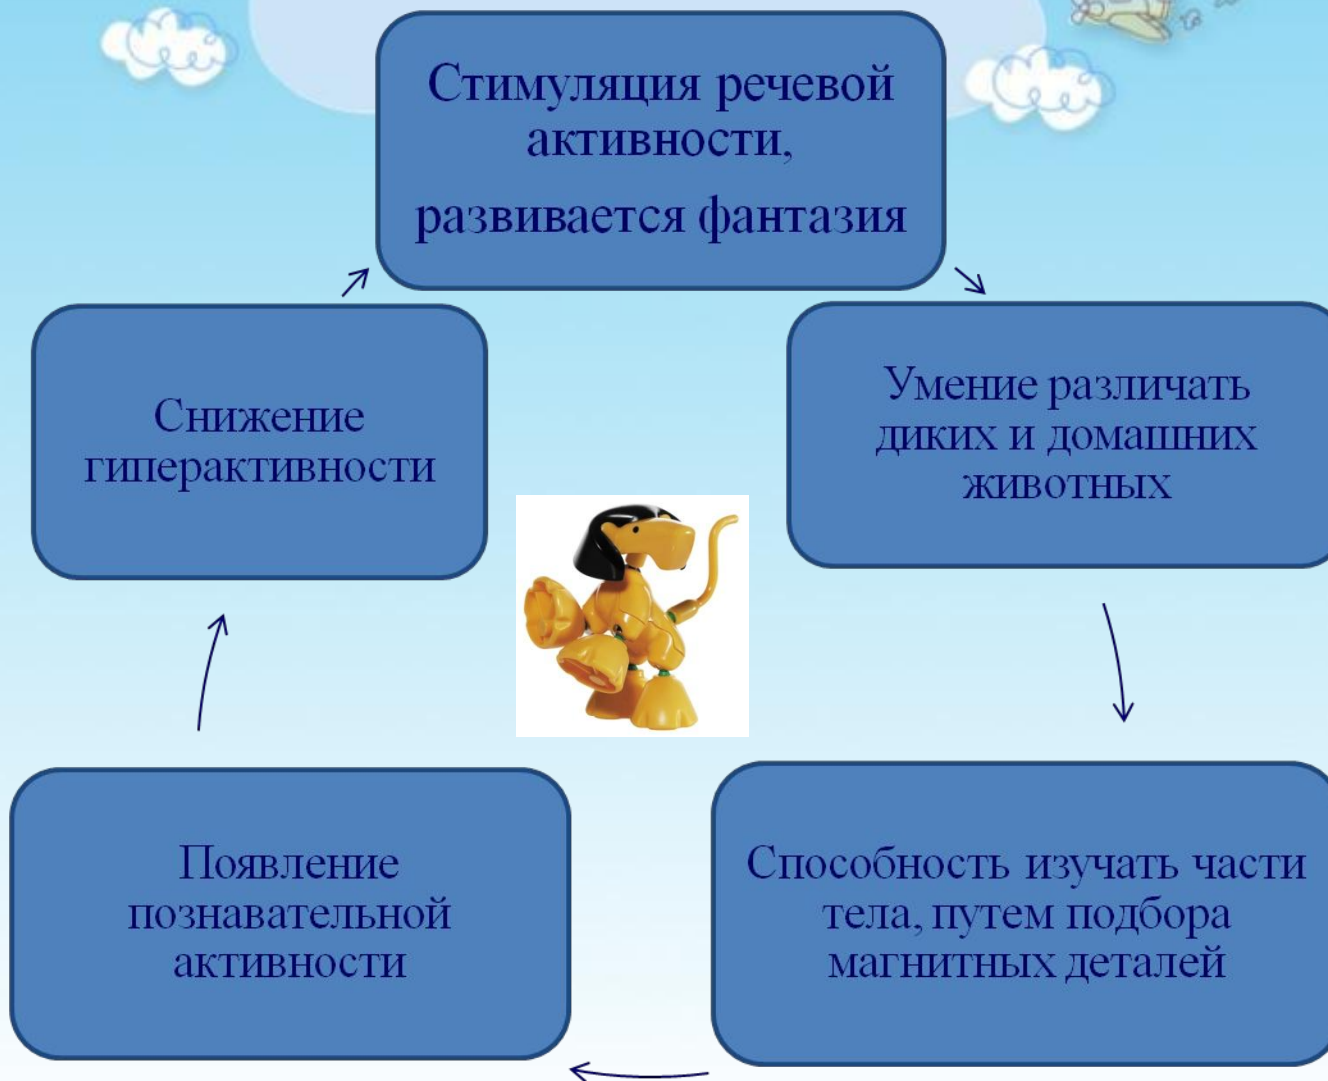 Стимуляция речевой
активности,
развивается фантазия
Умение различать
диких и домашних
животных
Способность изучать части
тела, путем подбора
магнитных деталей
Появление
познавательной
активности
Снижение
гиперактивности